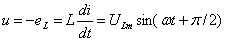 u = −e_L = L di/dt = U_Lm sin( ωt + π/2)